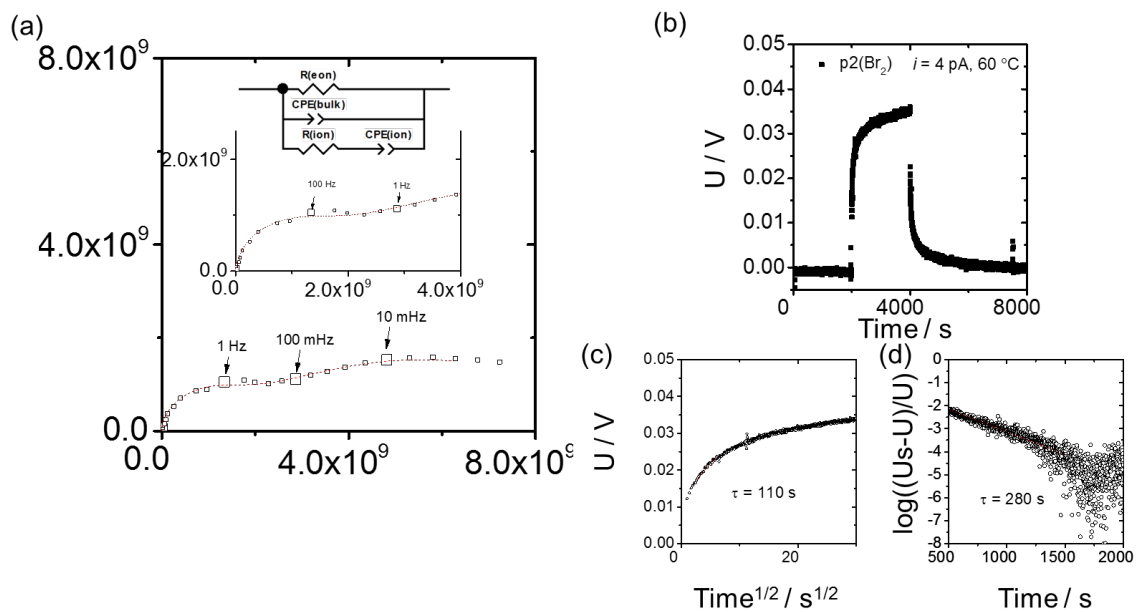 (a)
8.0x10⁹
4.0x10⁹
0.0
0.0
4.0x10⁹
8.0x10⁹
R(eon)
CPE(bulk)
R(ion)
CPE(ion)
2.0x10⁹
0.0
0.0
2.0x10⁹
4.0x10⁹
100 Hz
1 Hz
1 Hz
100 mHz
10 mHz
(b)
0.05
0.04
0.03
0.02
0.01
0.00
U / V
p2(Br₂) i = 4 pA, 60 °C
0
4000
8000
Time / s
(c)
0.05
0.04
0.03
0.02
0.01
0.00
U / V
τ = 110 s
0
20
Time¹/² / s¹/²
(d)
0
-1
-2
-3
-4
-5
-6
-7
-8
log((Us-U)/U)
τ = 280 s
500
1000
1500
2000
Time / s